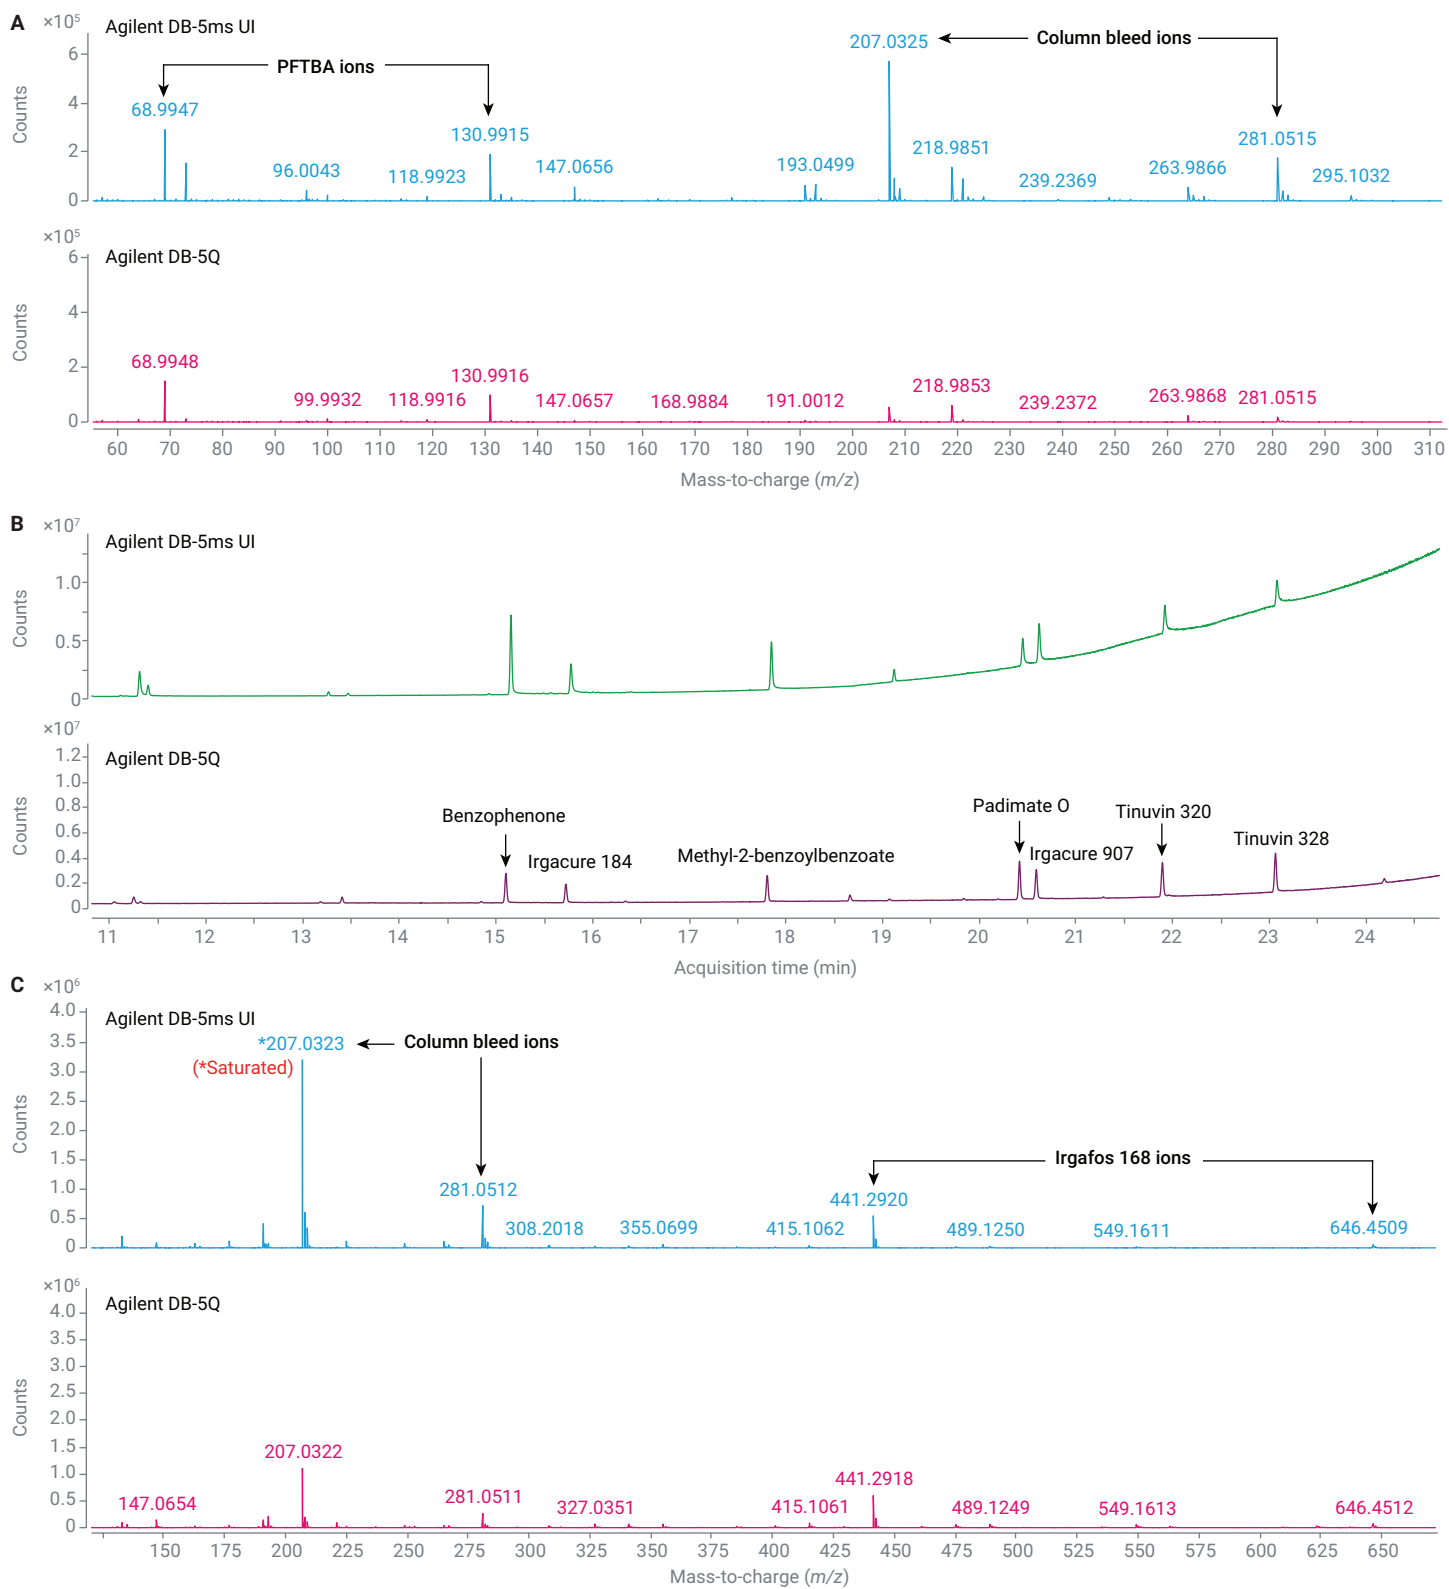 A
×10⁵
Agilent DB-5ms UI
PFTBA ions
Column bleed ions
Counts
6
4
2
0
68.9947
96.0043
118.9923
130.9915
147.0656
193.0499
207.0325
218.9851
239.2369
263.9866
281.0515
295.1032
×10⁵
Agilent DB-5Q
Counts
6
4
2
0
68.9948
99.9932
118.9916
130.9916
147.0657
168.9884
191.0012
218.9853
239.2372
263.9868
281.0515
60 70 80 90 100 110 120 130 140 150 160 170 180 190 200 210 220 230 240 250 260 270 280 290 300 310
Mass-to-charge (m/z)
B
×10⁷
Agilent DB-5ms UI
Counts
1.0
0.5
0
×10⁷
Agilent DB-5Q
Counts
1.2
1.0
0.8
0.6
0.4
0.2
0
Benzophenone
Irgacure 184
Methyl-2-benzoylbenzoate
Padimate O
Irgacure 907
Tinuvin 320
Tinuvin 328
11 12 13 14 15 16 17 18 19 20 21 22 23 24
Acquisition time (min)
C
×10⁶
Agilent DB-5ms UI
Counts
4.0
3.5
3.0
2.5
2.0
1.5
1.0
0.5
0
*207.0323
(*Saturated)
Column bleed ions
281.0512
308.2018
355.0699
415.1062
Irgafos 168 ions
441.2920
489.1250
549.1611
646.4509
×10⁶
Agilent DB-5Q
Counts
4.0
3.5
3.0
2.5
2.0
1.5
1.0
0.5
0
147.0654
207.0322
281.0511
327.0351
415.1061
441.2918
489.1249
549.1613
646.4512
150 175 200 225 250 275 300 325 350 375 400 425 450 475 500 525 550 575 600 625 650
Mass-to-charge (m/z)